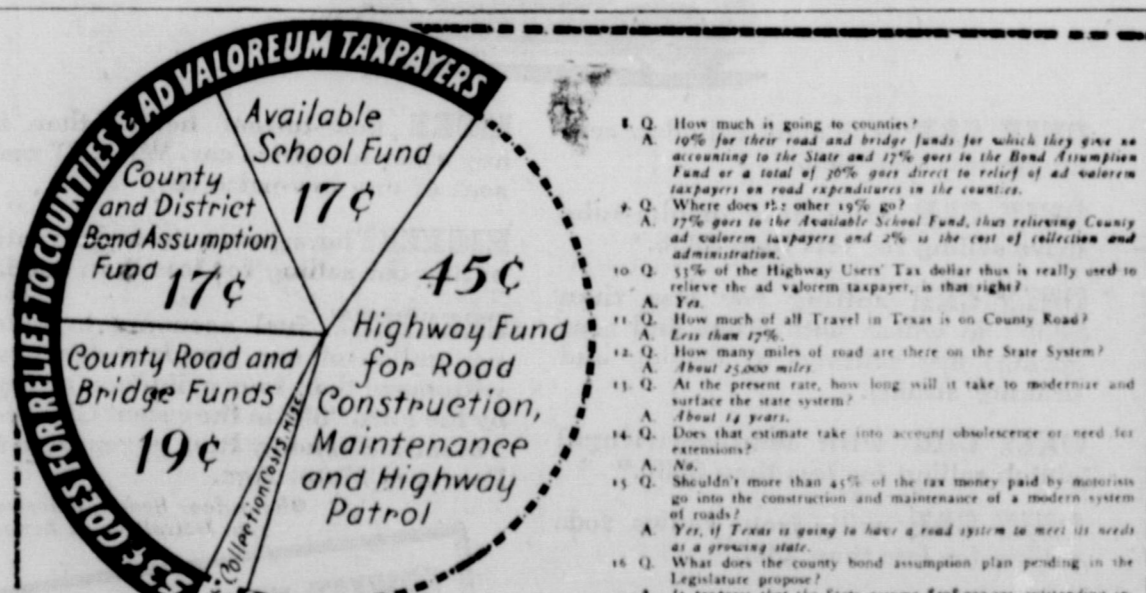 53¢ GOES FOR RELIEF TO COUNTIES & AD VALOREUM TAXPAYERS
Available
School Fund
17¢
County
and District
Bond Assumption
Fund 17¢
45¢
Highway Fund
for Road
Construction,
Maintenance
and Highway
Patrol
County Road and
Bridge Funds
19¢
Collection Costs, Misc
8. Q. How much is going to counties?
A. 19% for their road and bridge funds for which they give no
accounting to the State and 17% goes to the Bond Assumption
Fund or a total of 36% goes direct to relief of ad valorem
taxpayers on road expenditures in the counties.
9. Q. Where does the other 19% go?
A. 17% goes to the Available School Fund, thus relieving County
ad valorem taxpayers and 2% is the cost of collection and
administration.
10 Q. 53% of the Highway Users' Tax dollar thus is really used to
relieve the ad valorem taxpayer, is that right?
A. Yes.
11. Q. How much of all Travel in Texas is on County Road?
A. Less than 17%.
12. Q. How many miles of road are there on the State System?
A. About 25,000 miles.
13. Q. At the present rate, how long will it take to modernize and
surface the state system?
A. About 14 years.
14. Q. Does that estimate take into account obsolescence or need for
extensions?
A. No.
15 Q. Shouldn't more than 45% of the tax money paid by motorists
go into the construction and maintenance of a modern system
of roads?
A. Yes, if Texas is going to have a road system to meet its needs
as a growing state.
16 Q. What does the county bond assumption plan pending in the
Legislature propose?